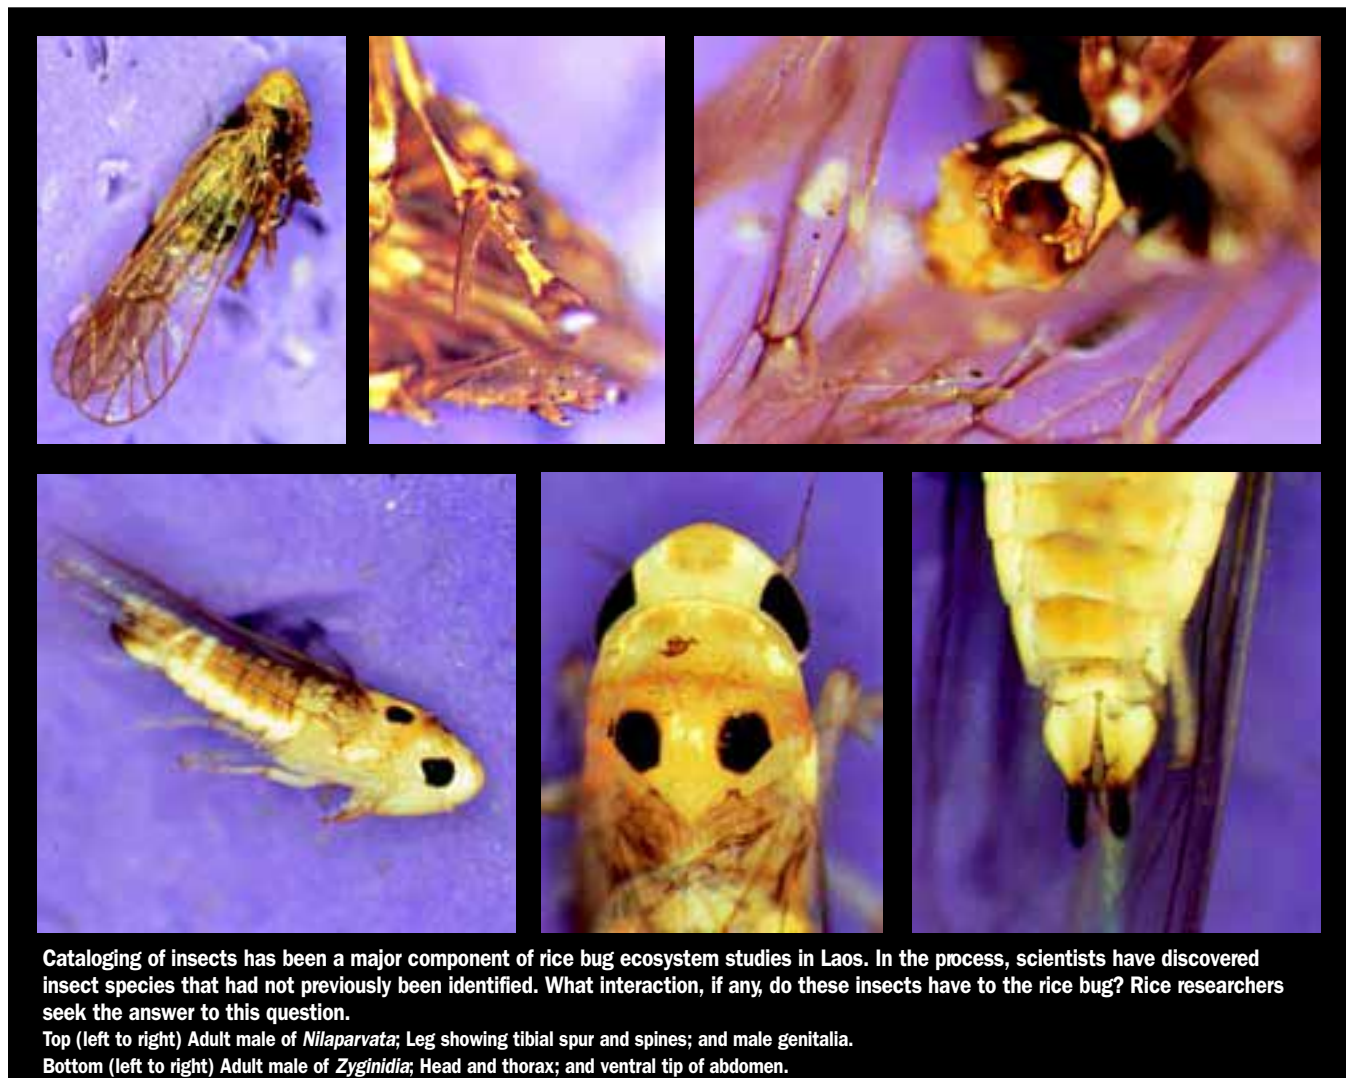 Cataloging of insects has been a major component of rice bug ecosystem studies in Laos. In the process, scientists have discovered
insect species that had not previously been identified. What interaction, if any, do these insects have to the rice bug? Rice researchers
seek the answer to this question.
Top (left to right) Adult male of Nilaparvata; Leg showing tibial spur and spines; and male genitalia.
Bottom (left to right) Adult male of Zyginidia; Head and thorax; and ventral tip of abdomen.